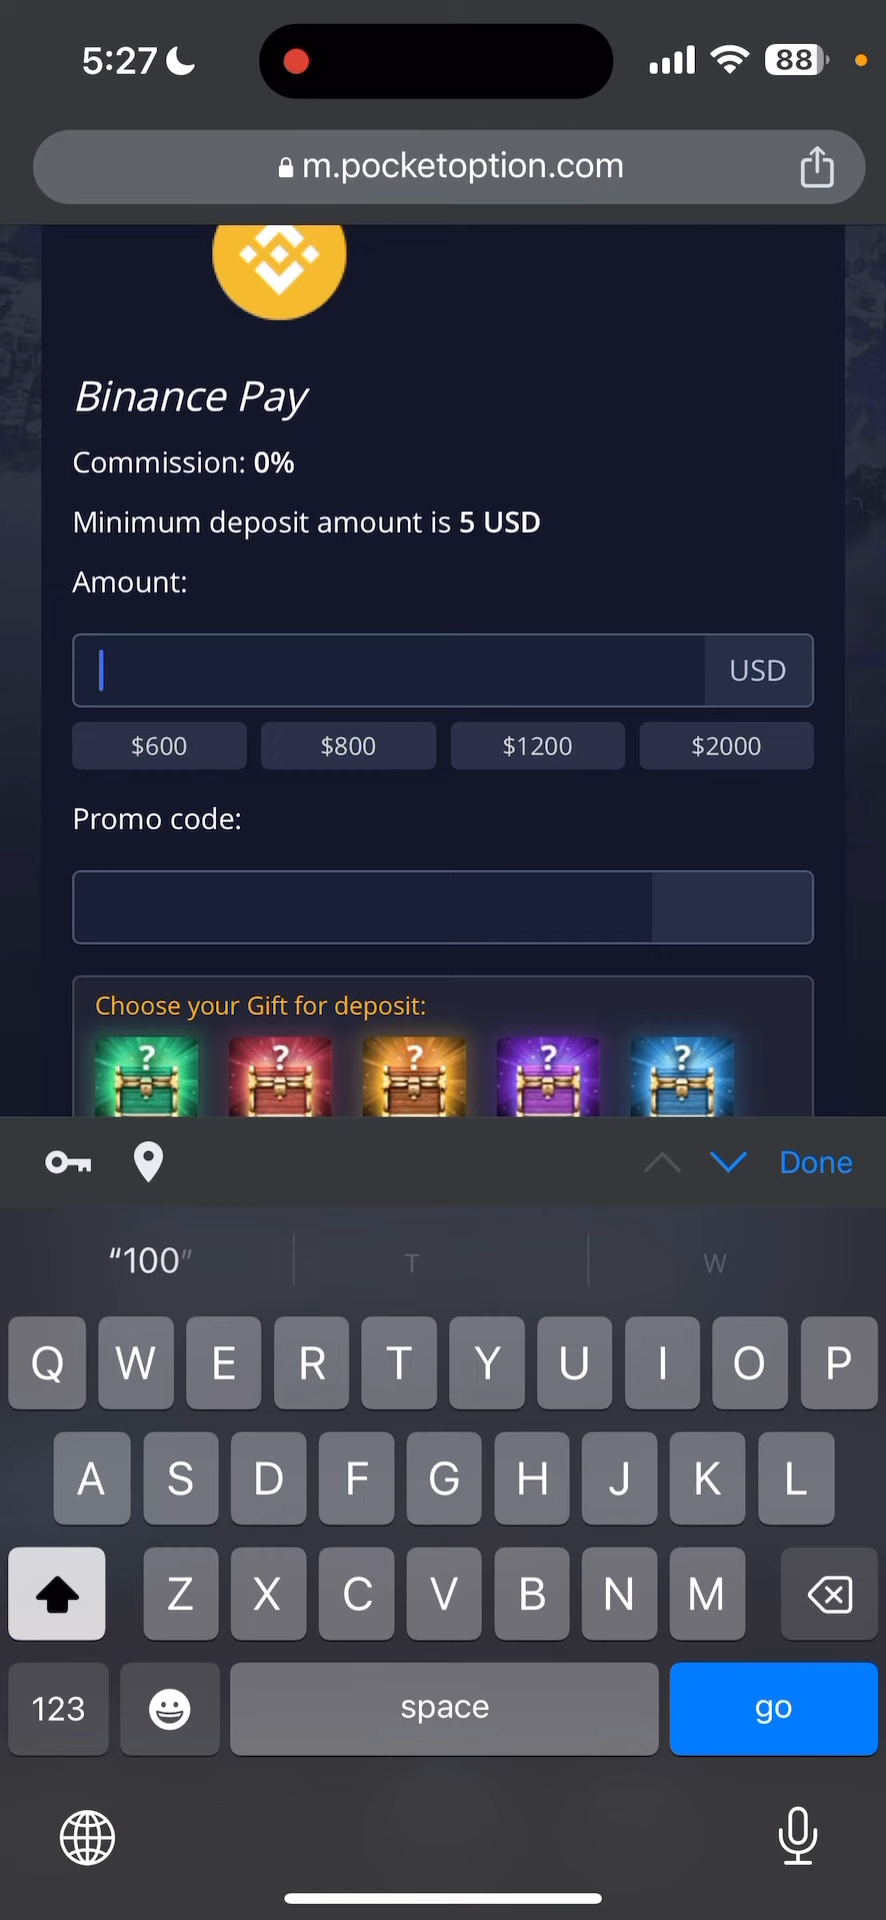 5:27
88
m.pocketoption.com
Binance Pay
Commission: 0%
Minimum deposit amount is 5 USD
Amount:
USD
$600 $800 $1200 $2000
Promo code:
Choose your Gift for deposit:
? ? ? ? ?
Done
“100” T W
Q W E R T Y U I O P
A S D F G H J K L
Z X C V B N M
123 space go